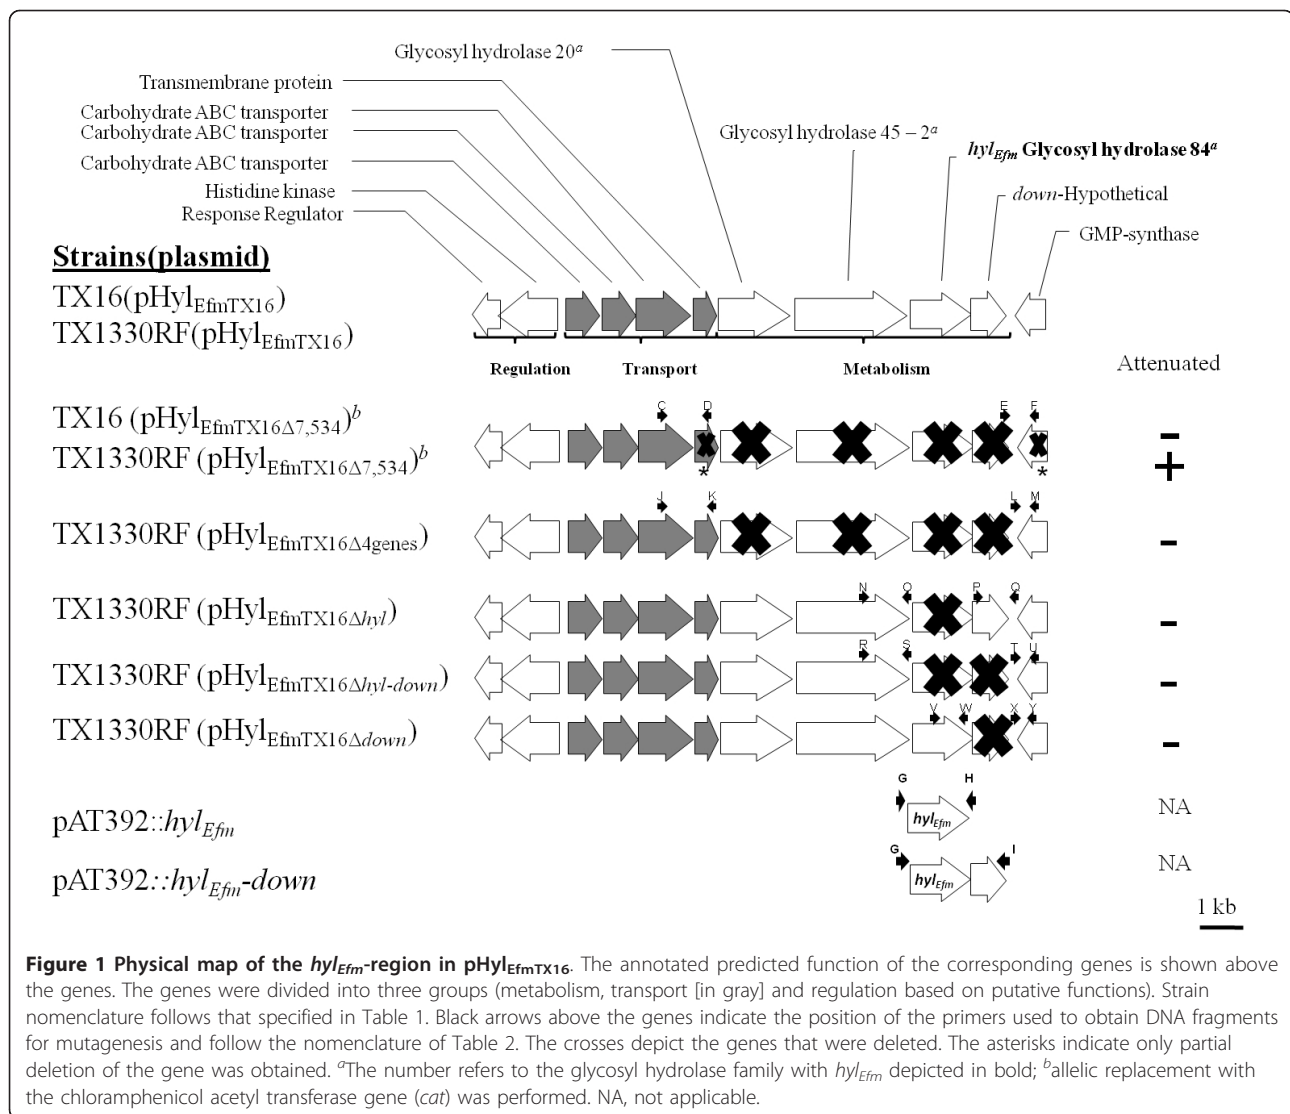 Glycosyl hydrolase 20a
Transmembrane protein
Carbohydrate ABC transporter
Carbohydrate ABC transporter
Glycosyl hydrolase 45 – 2a
hylEfm Glycosyl hydrolase 84a
Carbohydrate ABC transporter
Histidine kinase
down-Hypothetical
Response Regulator
GMP-synthase
Strains(plasmid)
TX16(pHylEfmTX16)
TX1330RF(pHylEfmTX16)
Regulation Transport Metabolism
Attenuated
C D E F
TX16 (pHylEfmTX16Δ7,534)b
-
TX1330RF (pHylEfmTX16Δ7,534)b
+
* *
J K L M
TX1330RF (pHylEfmTX16Δ4genes)
-
N O P Q
TX1330RF (pHylEfmTX16Δhyl)
-
R S T U
TX1330RF (pHylEfmTX16Δhyl-down)
-
V W X Y
TX1330RF (pHylEfmTX16Δdown)
-
G H
pAT392::hylEfm
hylEfm
NA
G I
pAT392::hylEfm-down
hylEfm
NA
1 kb
Figure 1 Physical map of the hylEfm-region in pHylEfmTX16. The annotated predicted function of the corresponding genes is shown above
the genes. The genes were divided into three groups (metabolism, transport [in gray] and regulation based on putative functions). Strain
nomenclature follows that specified in Table 1. Black arrows above the genes indicate the position of the primers used to obtain DNA fragments
for mutagenesis and follow the nomenclature of Table 2. The crosses depict the genes that were deleted. The asterisks indicate only partial
deletion of the gene was obtained. aThe number refers to the glycosyl hydrolase family with hylEfm depicted in bold; ballelic replacement with
the chloramphenicol acetyl transferase gene (cat) was performed. NA, not applicable.